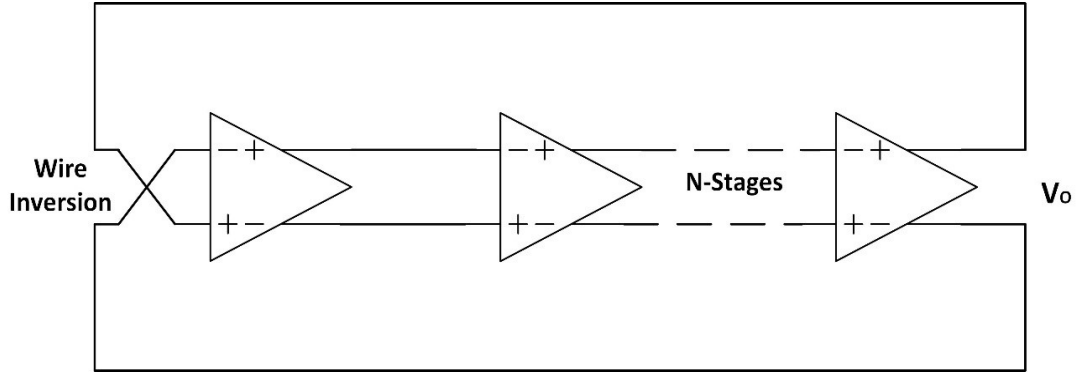 Wire
Inversion
− + − + − +
+ − + − + −
N-Stages
Vo